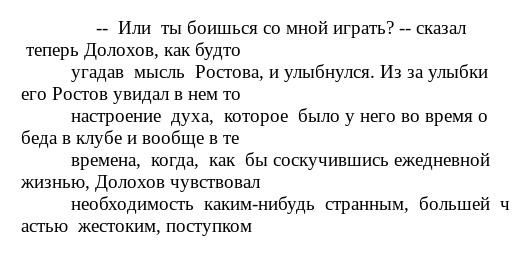 -- Или ты боишься со мной играть? -- сказал
теперь Долохов, как будто
угадав мысль Ростова, и улыбнулся. Из за улыбки
его Ростов увидал в нем то
настроение духа, которое было у него во время о
беда в клубе и вообще в те
времена, когда, как бы соскучившись ежедневной
жизнью, Долохов чувствовал
необходимость каким-нибудь странным, большей ч
астью жестоким, поступком